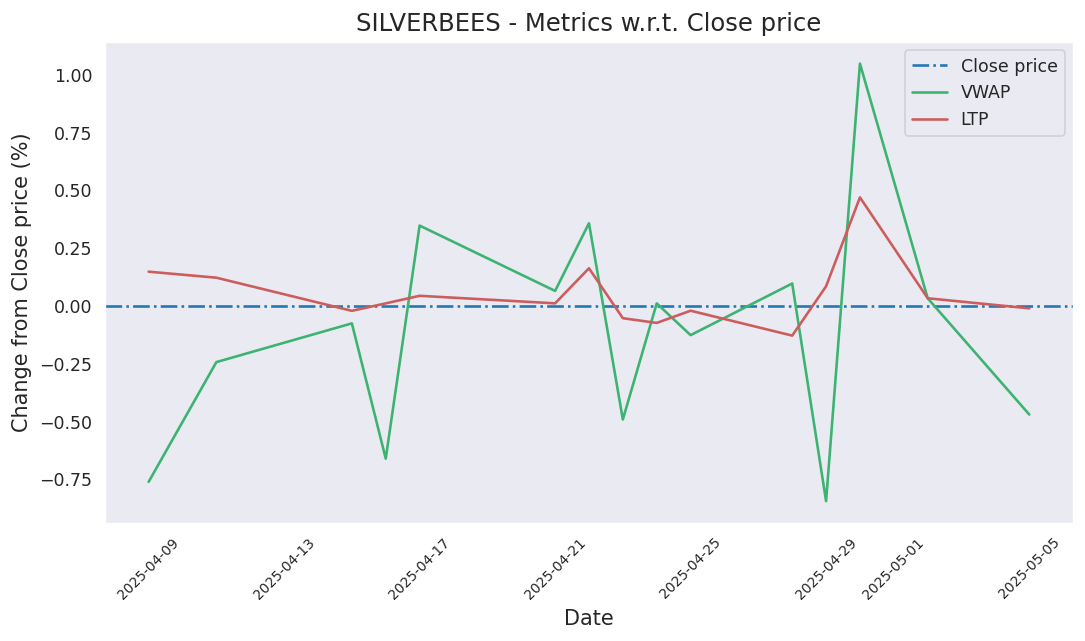 SILVERBEES - Metrics w.r.t. Close price
Change from Close price (%)
1.00
0.75
0.50
0.25
0.00
−0.25
−0.50
−0.75
Close price
VWAP
LTP
2025-04-09
2025-04-13
2025-04-17
2025-04-21
2025-04-25
2025-04-29
2025-05-01
2025-05-05
Date